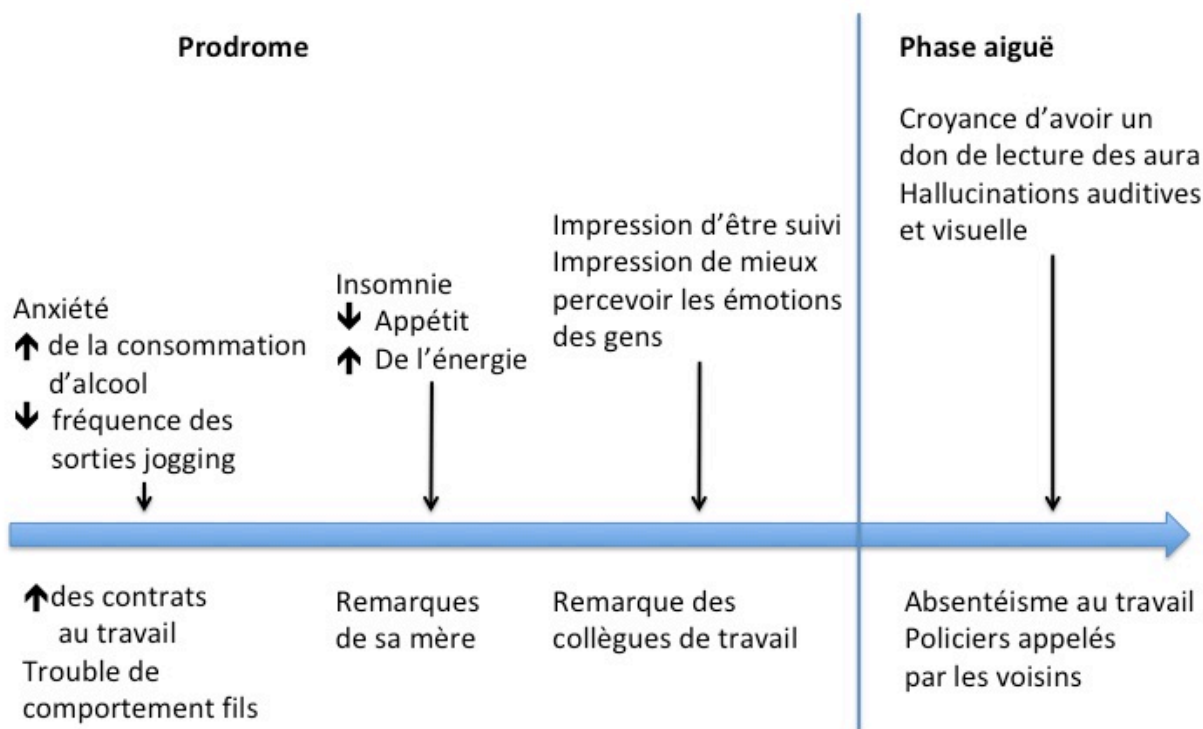 Prodrome
Phase aiguë
Croyance d’avoir un
don de lecture des aura
Hallucinations auditives
et visuelle
Impression d’être suivi
Impression de mieux
percevoir les émotions
des gens
Insomnie
↓ Appétit
↑ De l’énergie
Anxiété
↑ de la consommation
d’alcool
↓ fréquence des
sorties jogging
↑des contrats
au travail
Trouble de
comportement fils
Remarques
de sa mère
Remarque des
collègues de travail
Absentéisme au travail
Policiers appelés
par les voisins